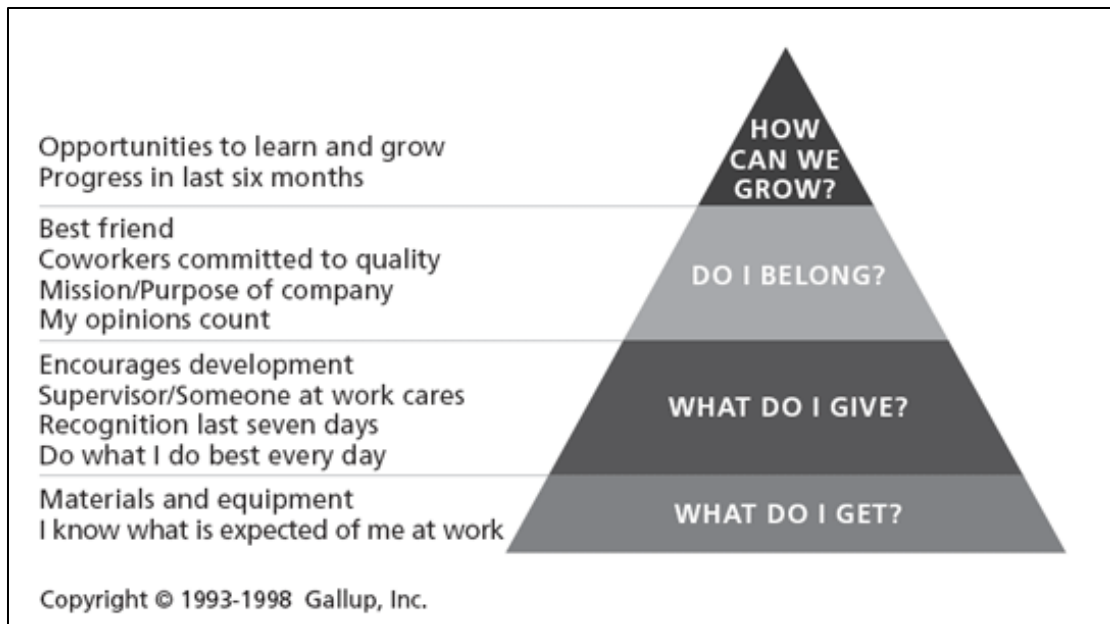 Opportunities to learn and grow
Progress in last six months
HOW
CAN WE
GROW?
Best friend
Coworkers committed to quality
Mission/Purpose of company
My opinions count
DO I BELONG?
Encourages development
Supervisor/Someone at work cares
Recognition last seven days
Do what I do best every day
WHAT DO I GIVE?
Materials and equipment
I know what is expected of me at work
WHAT DO I GET?
Copyright © 1993-1998 Gallup, Inc.